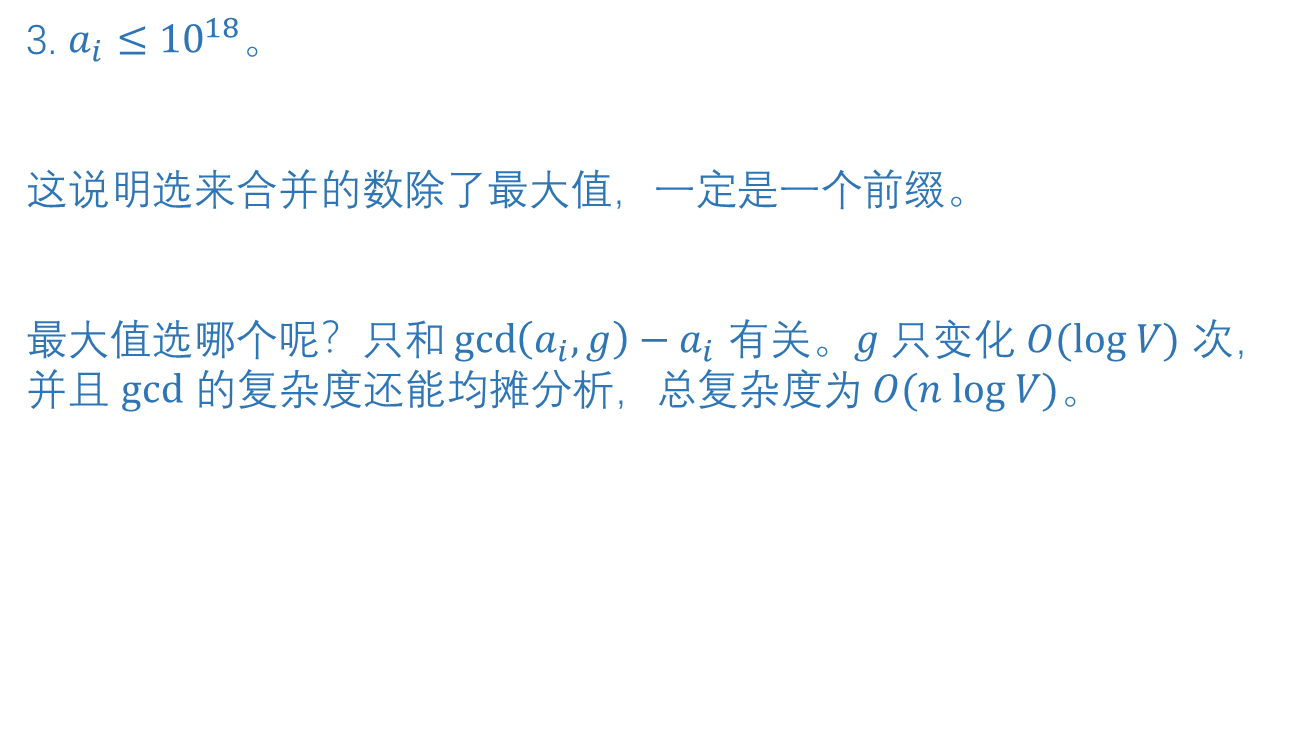 3. $a_i \le 10^{18}$。
这说明选来合并的数除了最大值，一定是一个前缀。
最大值选哪个呢？只和 $\gcd(a_i, g) - a_i$ 有关。$g$ 只变化 $O(\log V)$ 次，
并且 gcd 的复杂度还能均摊分析，总复杂度为 $O(n \log V)$。